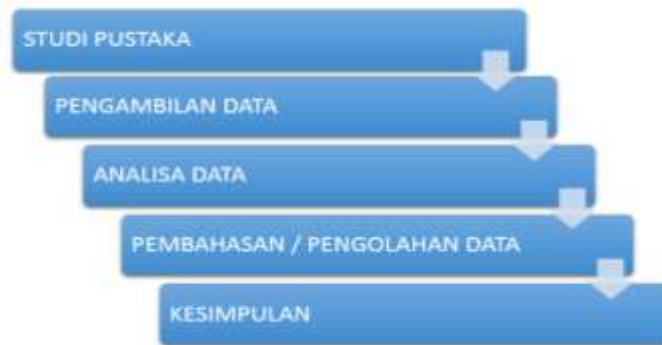 STUDI PUSTAKA
PENGAMBILAN DATA
ANALISA DATA
PEMBAHASAN / PENGOLAHAN DATA
KESIMPULAN